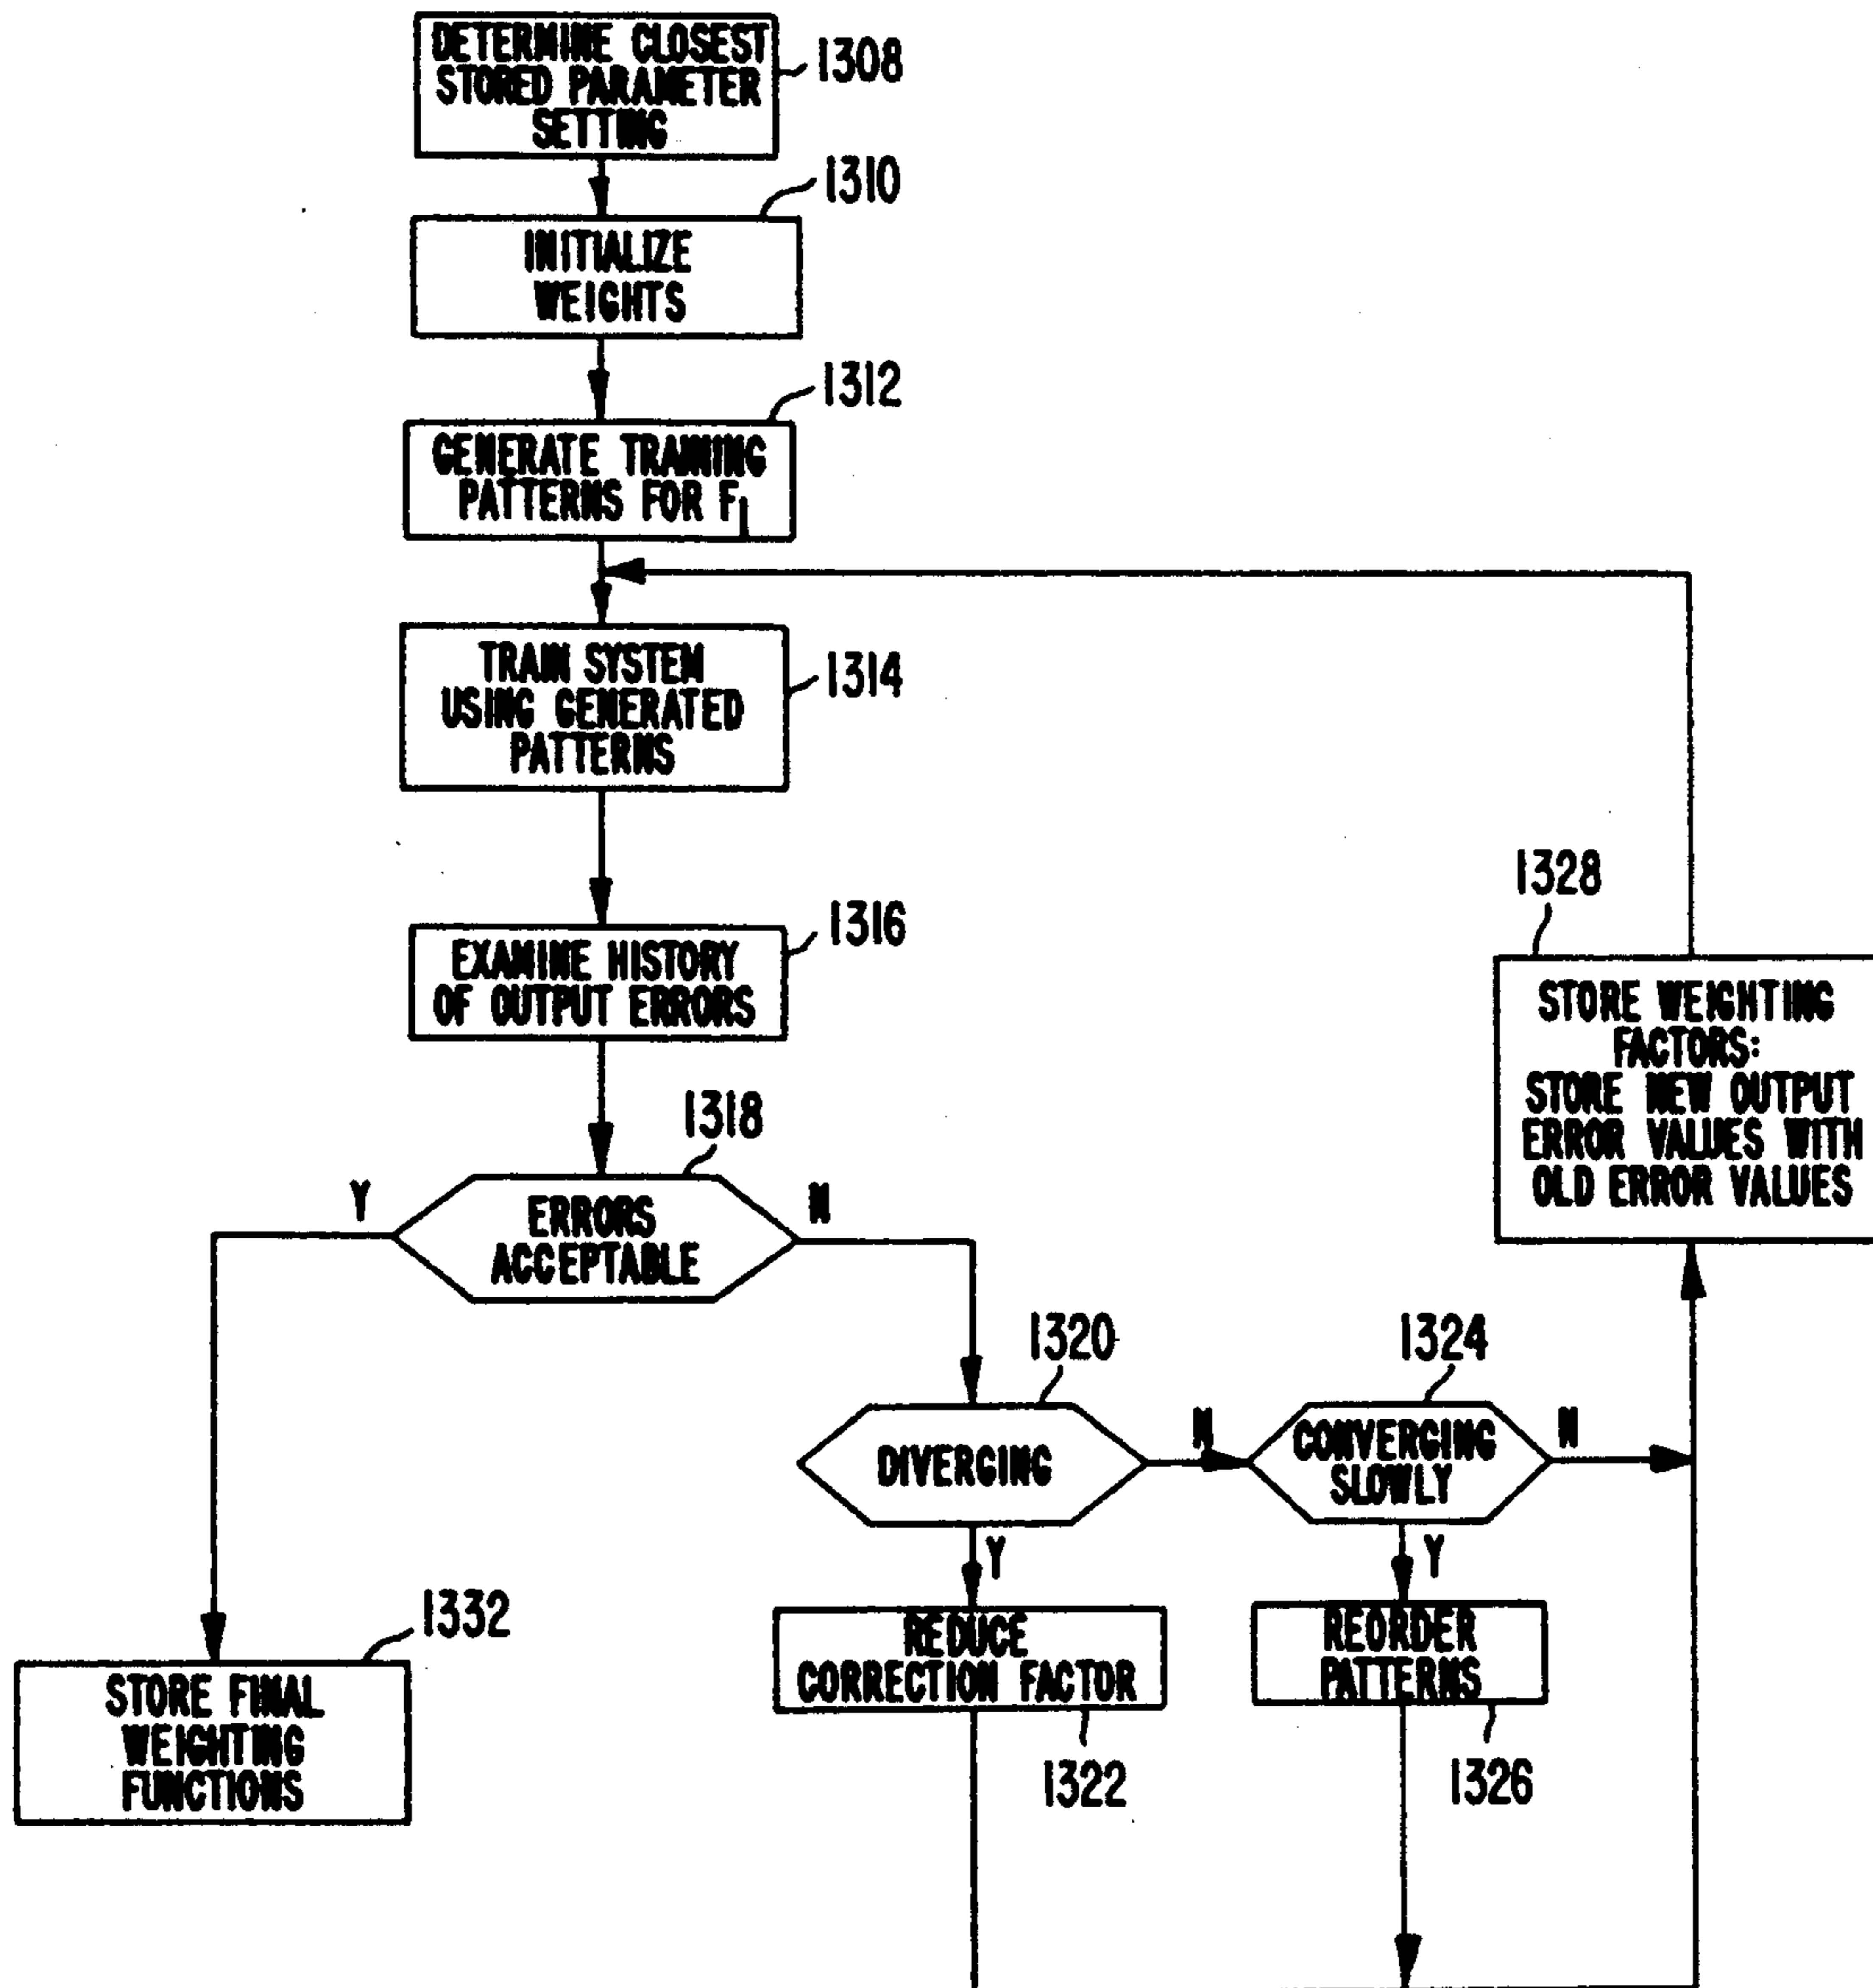 DETERMINE CLOSEST
STORED PARAMETER
SETTING
1308
1310
INITIALIZE
WEIGHTS
1312
GENERATE TRAINING
PATTERNS FOR F
TRAIN SYSTEM
USING GENERATED
PATTERNS
1314
1316
EXAMINE HISTORY
OF OUTPUT ERRORS
1318
Y
ERRORS
ACCEPTABLE
N
1328
STORE WEIGHTING
FACTORS:
STORE NEW OUTPUT
ERROR VALUES WITH
OLD ERROR VALUES
1320
DIVERGING
N
Y
1324
CONVERGING
SLOWLY
N
Y
REDUCE
CORRECTION FACTOR
1322
REORDER
PATTERNS
1326
1332
STORE FINAL
WEIGHTING
FUNCTIONS